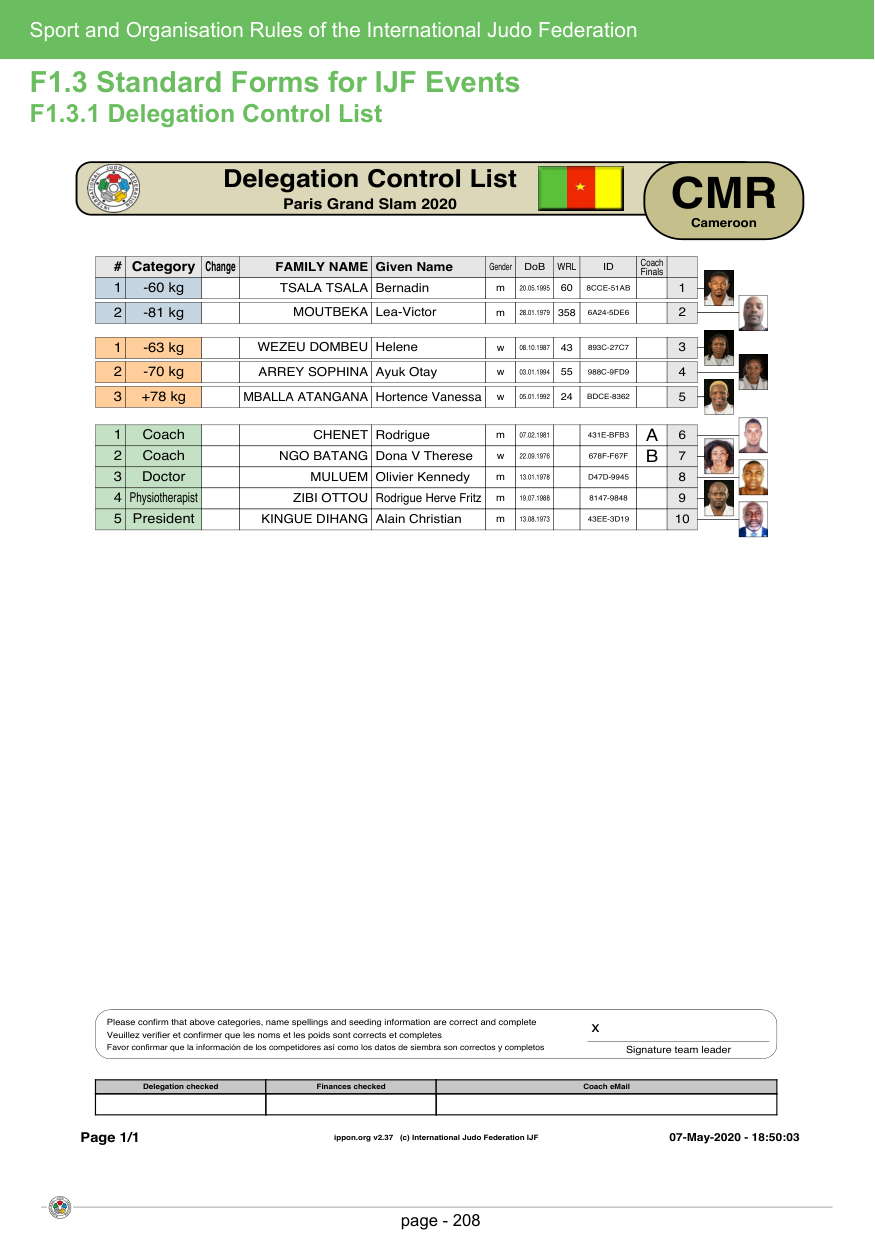 Sport and Organisation Rules of the International Judo Federation
F1.3 Standard Forms for IJF Events
F1.3.1 Delegation Control List
Delegation Control List
Paris Grand Slam 2020
CMR
Cameroon
# Category Change FAMILY NAME Given Name Gender DoB WRL ID Coach Finals
1 -60 kg TSALA TSALA Bernadin m 20.05.1995 60 8CCE-51AB 1
2 -81 kg MOUTBEKA Lea-Victor m 28.01.1979 358 6A24-5DE6 2
1 -63 kg WEZEU DOMBEU Helene w 08.10.1987 43 893C-27C7 3
2 -70 kg ARREY SOPHINA Ayuk Otay w 03.01.1994 55 988C-9FD9 4
3 +78 kg MBALLA ATANGANA Hortence Vanessa w 05.01.1992 24 BDCE-8362 5
1 Coach CHENET Rodrigue m 07.02.1981 431E-BFB3 A 6
2 Coach NGO BATANG Dona V Therese w 22.09.1976 678F-F67F B 7
3 Doctor MULUEM Olivier Kennedy m 13.01.1978 D47D-9945 8
4 Physiotherapist ZIBI OTTOU Rodrigue Herve Fritz m 19.07.1988 8147-9848 9
5 President KINGUE DIHANG Alain Christian m 13.08.1973 43EE-3D19 10
Please confirm that above categories, name spellings and seeding information are correct and complete
Veuillez verifier et confirmer que les noms et les poids sont corrects et completes
Favor confirmar que la información de los competidores así como los datos de siembra son correctos y completos
x
Signature team leader
Delegation checked Finances checked Coach eMail
Page 1/1 ippon.org v2.37 (c) International Judo Federation IJF 07-May-2020 - 18:50:03
page - 208